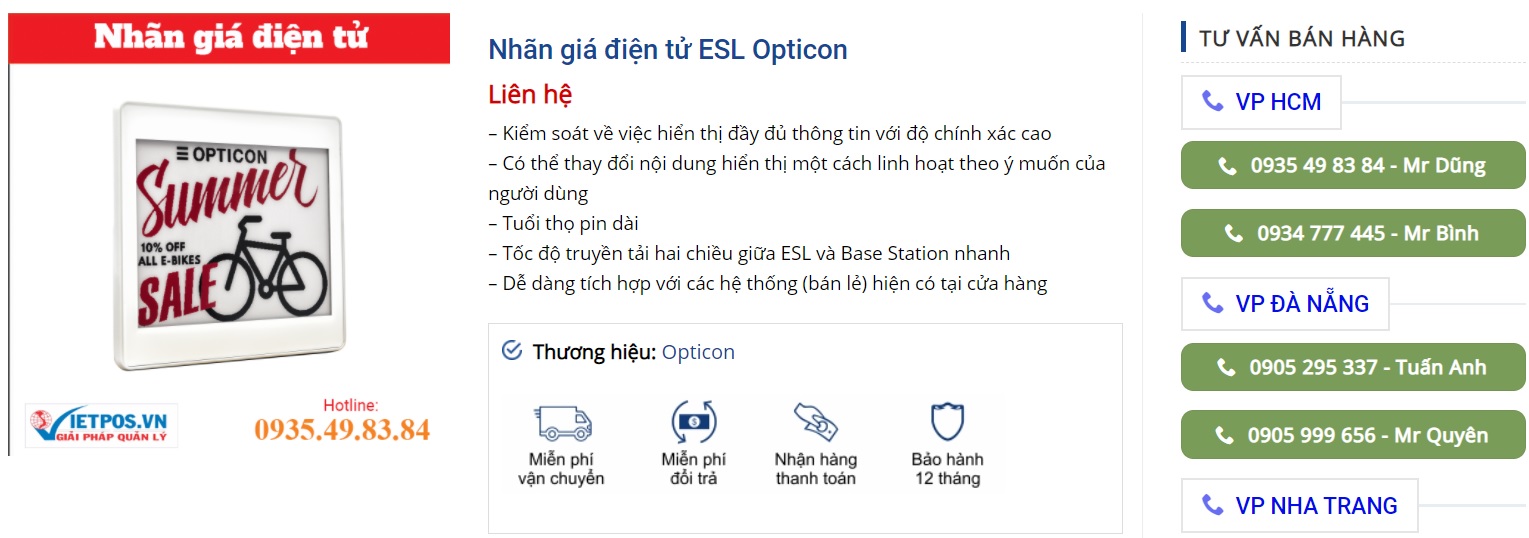 Nhãn giá điện tử
OPTICON
Summer
10% OFF
ALL E-BIKES
SALE
VIETPOS.VN
GIẢI PHÁP QUẢN LÝ
Hotline:
0935.49.83.84
Nhãn giá điện tử ESL Opticon
Liên hệ
– Kiểm soát về việc hiển thị đầy đủ thông tin với độ chính xác cao
– Có thể thay đổi nội dung hiển thị một cách linh hoạt theo ý muốn của
người dùng
– Tuổi thọ pin dài
– Tốc độ truyền tải hai chiều giữa ESL và Base Station nhanh
– Dễ dàng tích hợp với các hệ thống (bán lẻ) hiện có tại cửa hàng
Thương hiệu: Opticon
Miễn phí
vận chuyển
Miễn phí
đổi trả
Nhận hàng
thanh toán
Bảo hành
12 tháng
TƯ VẤN BÁN HÀNG
VP HCM
0935 49 83 84 - Mr Dũng
0934 777 445 - Mr Bình
VP ĐÀ NẴNG
0905 295 337 - Tuấn Anh
0905 999 656 - Mr Quyên
VP NHA TRANG